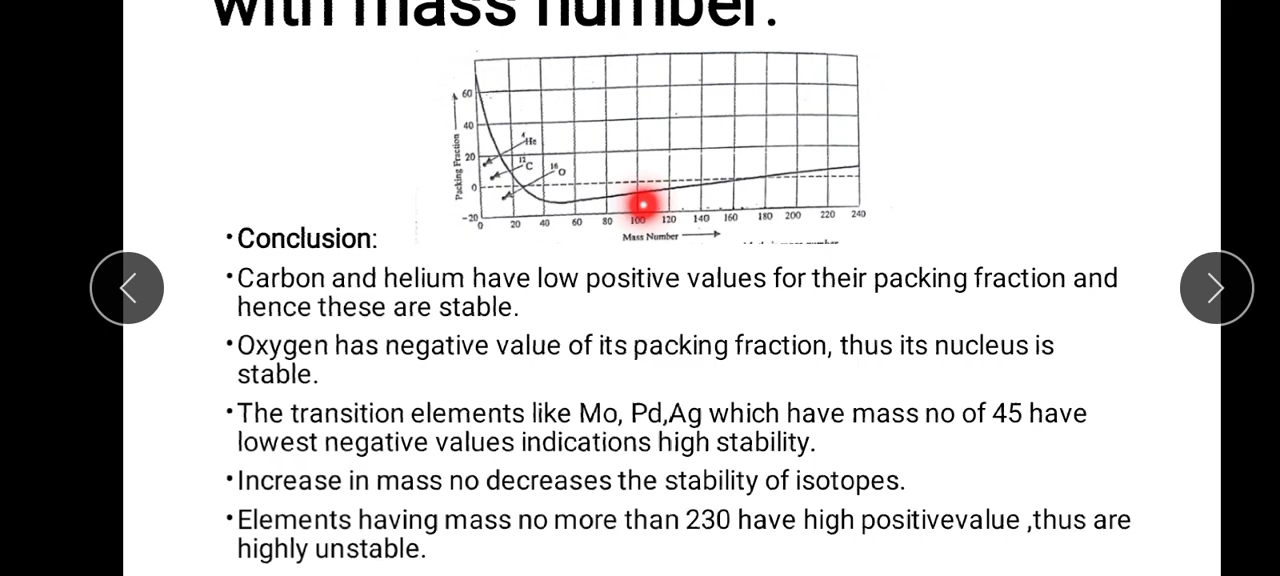 with mass number.
60
40
20
0
-20
Packing Fraction
4He
12C
16O
0 20 40 60 80 100 120 140 160 180 200 220 240
Mass Number
•Conclusion:
•Carbon and helium have low positive values for their packing fraction and
hence these are stable.
•Oxygen has negative value of its packing fraction, thus its nucleus is
stable.
•The transition elements like Mo, Pd,Ag which have mass no of 45 have
lowest negative values indications high stability.
•Increase in mass no decreases the stability of isotopes.
•Elements having mass no more than 230 have high positivevalue ,thus are
highly unstable.